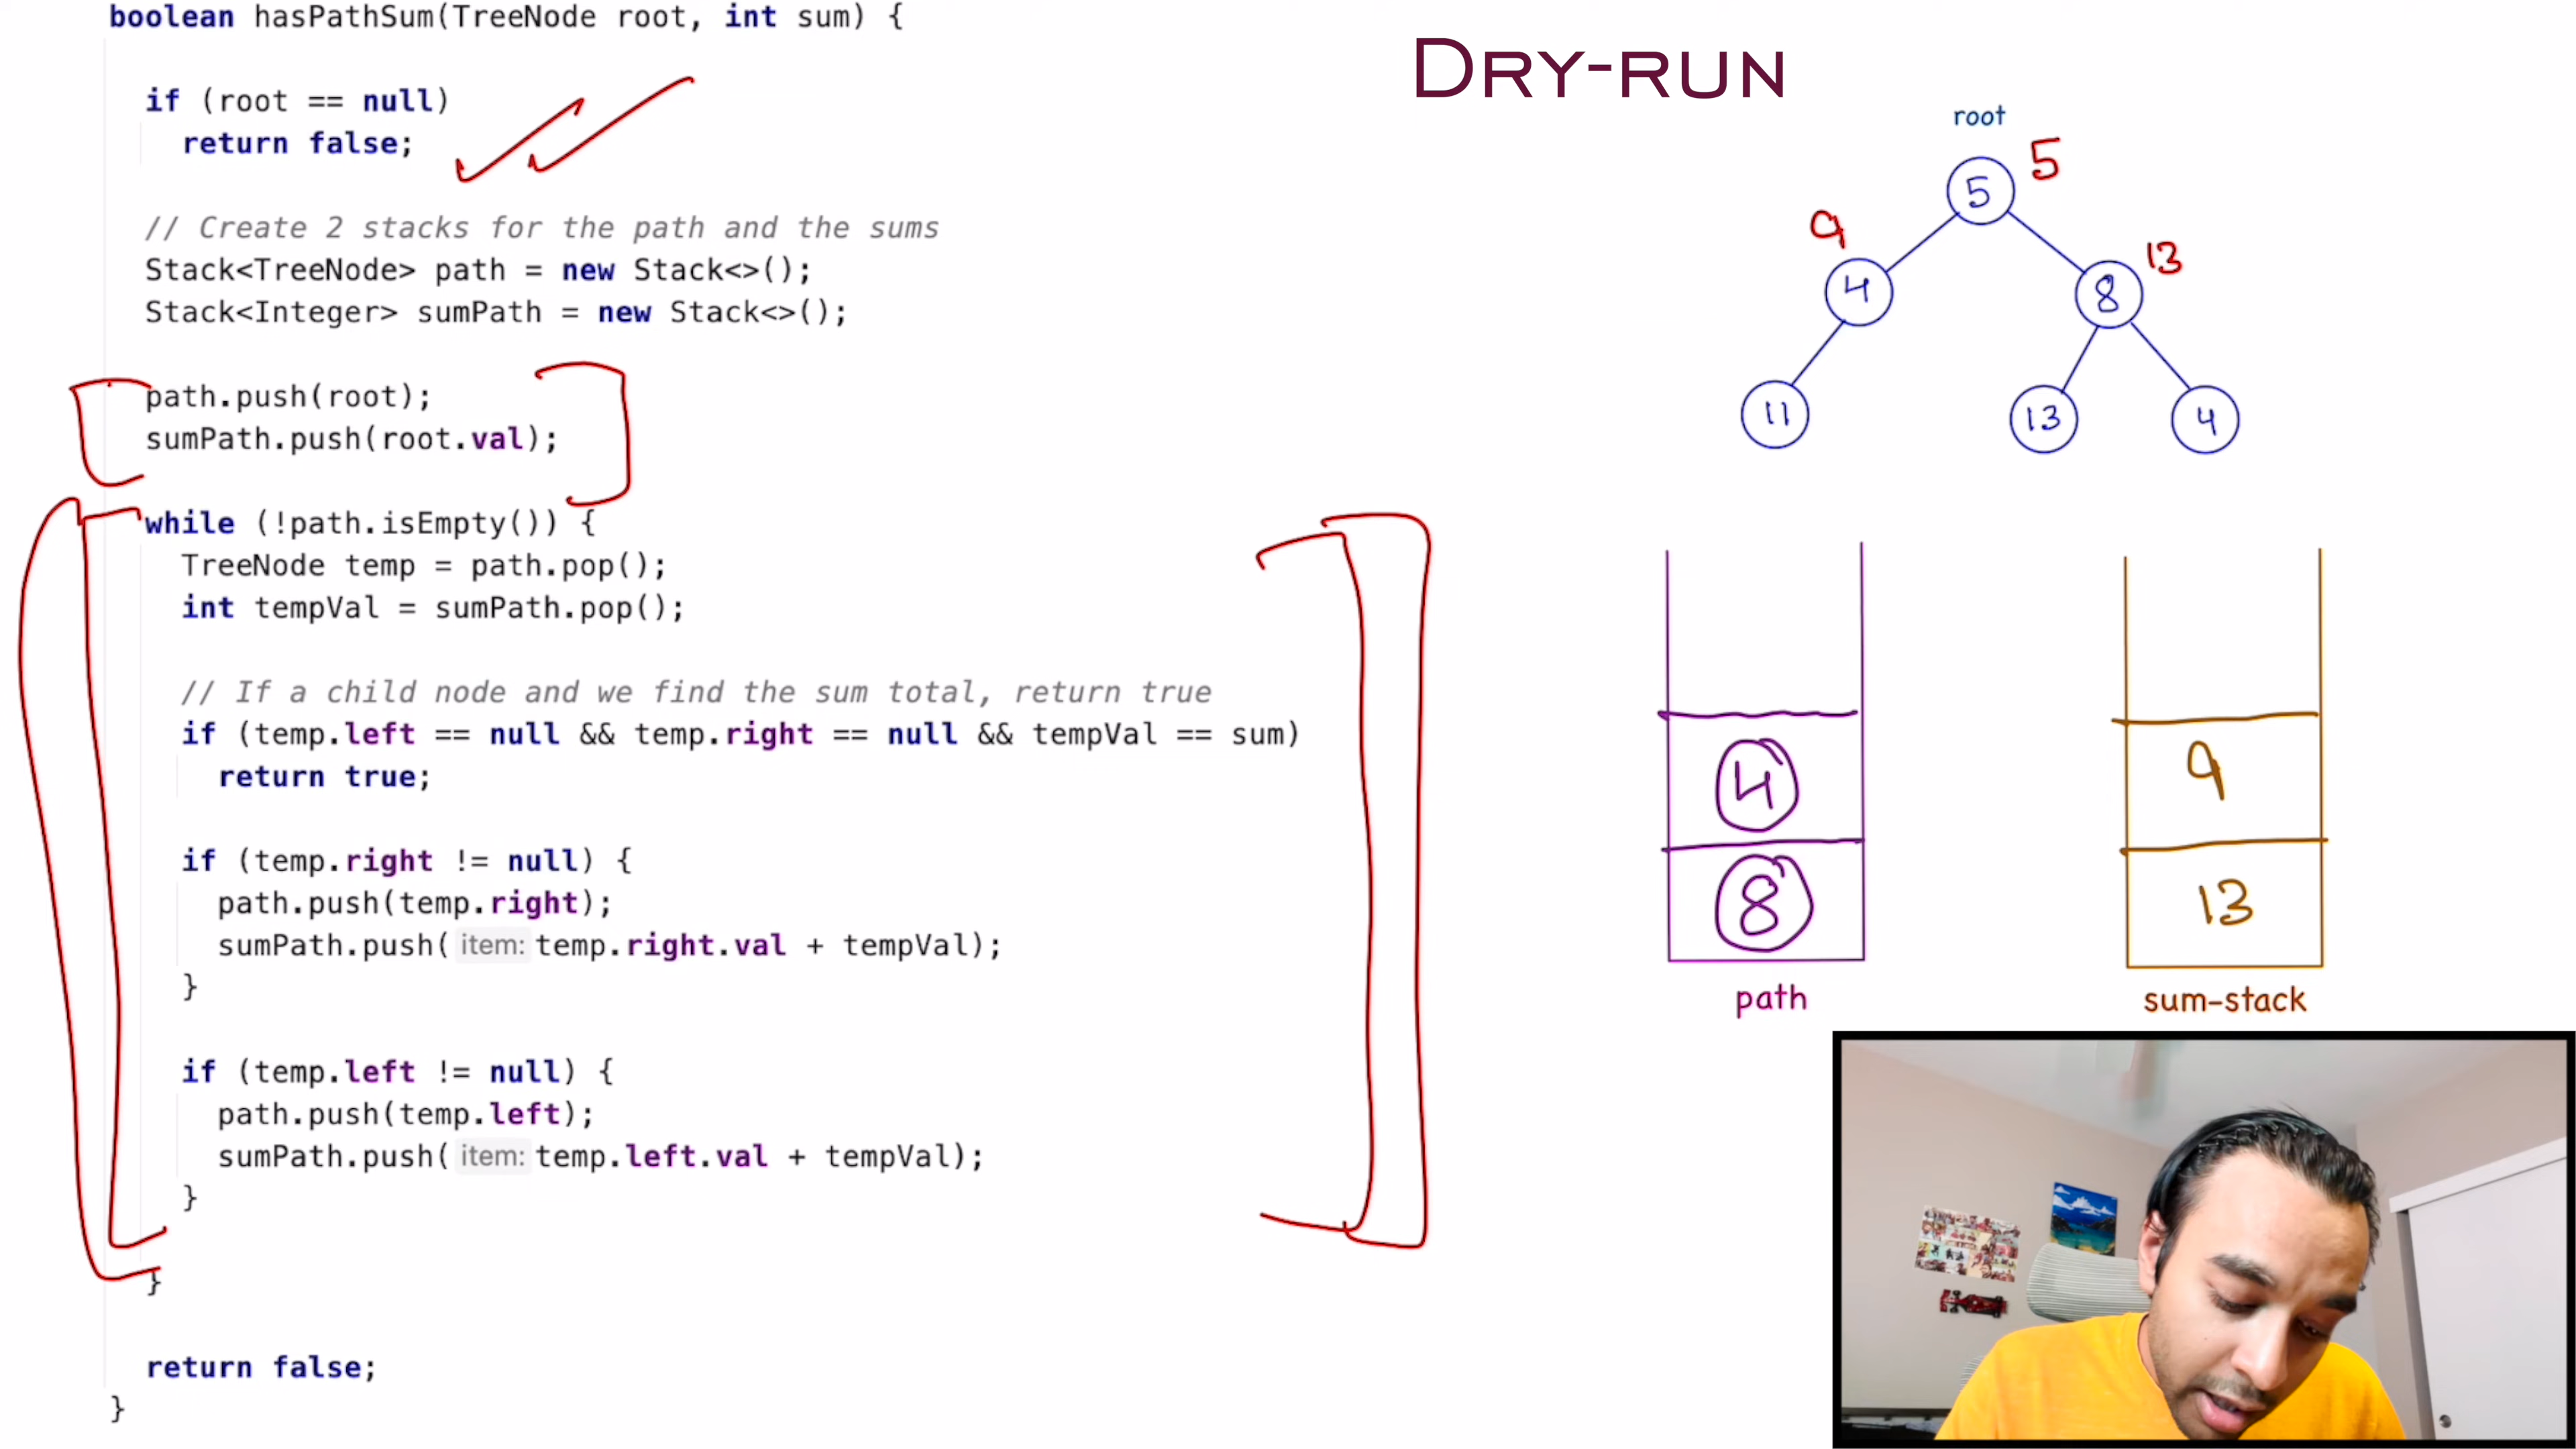 boolean hasPathSum(TreeNode root, int sum) {
if (root == null)
return false;
// Create 2 stacks for the path and the sums
Stack<TreeNode> path = new Stack<>();
Stack<Integer> sumPath = new Stack<>();
path.push(root);
sumPath.push(root.val);
while (!path.isEmpty()) {
TreeNode temp = path.pop();
int tempVal = sumPath.pop();
// If a child node and we find the sum total, return true
if (temp.left == null && temp.right == null && tempVal == sum)
return true;
if (temp.right != null) {
path.push(temp.right);
sumPath.push( item: temp.right.val + tempVal);
}
if (temp.left != null) {
path.push(temp.left);
sumPath.push( item: temp.left.val + tempVal);
}
}
return false;
}
DRY-RUN
root
5
5
9
4
8
13
11
13
4
4
8
path
9
13
sum-stack